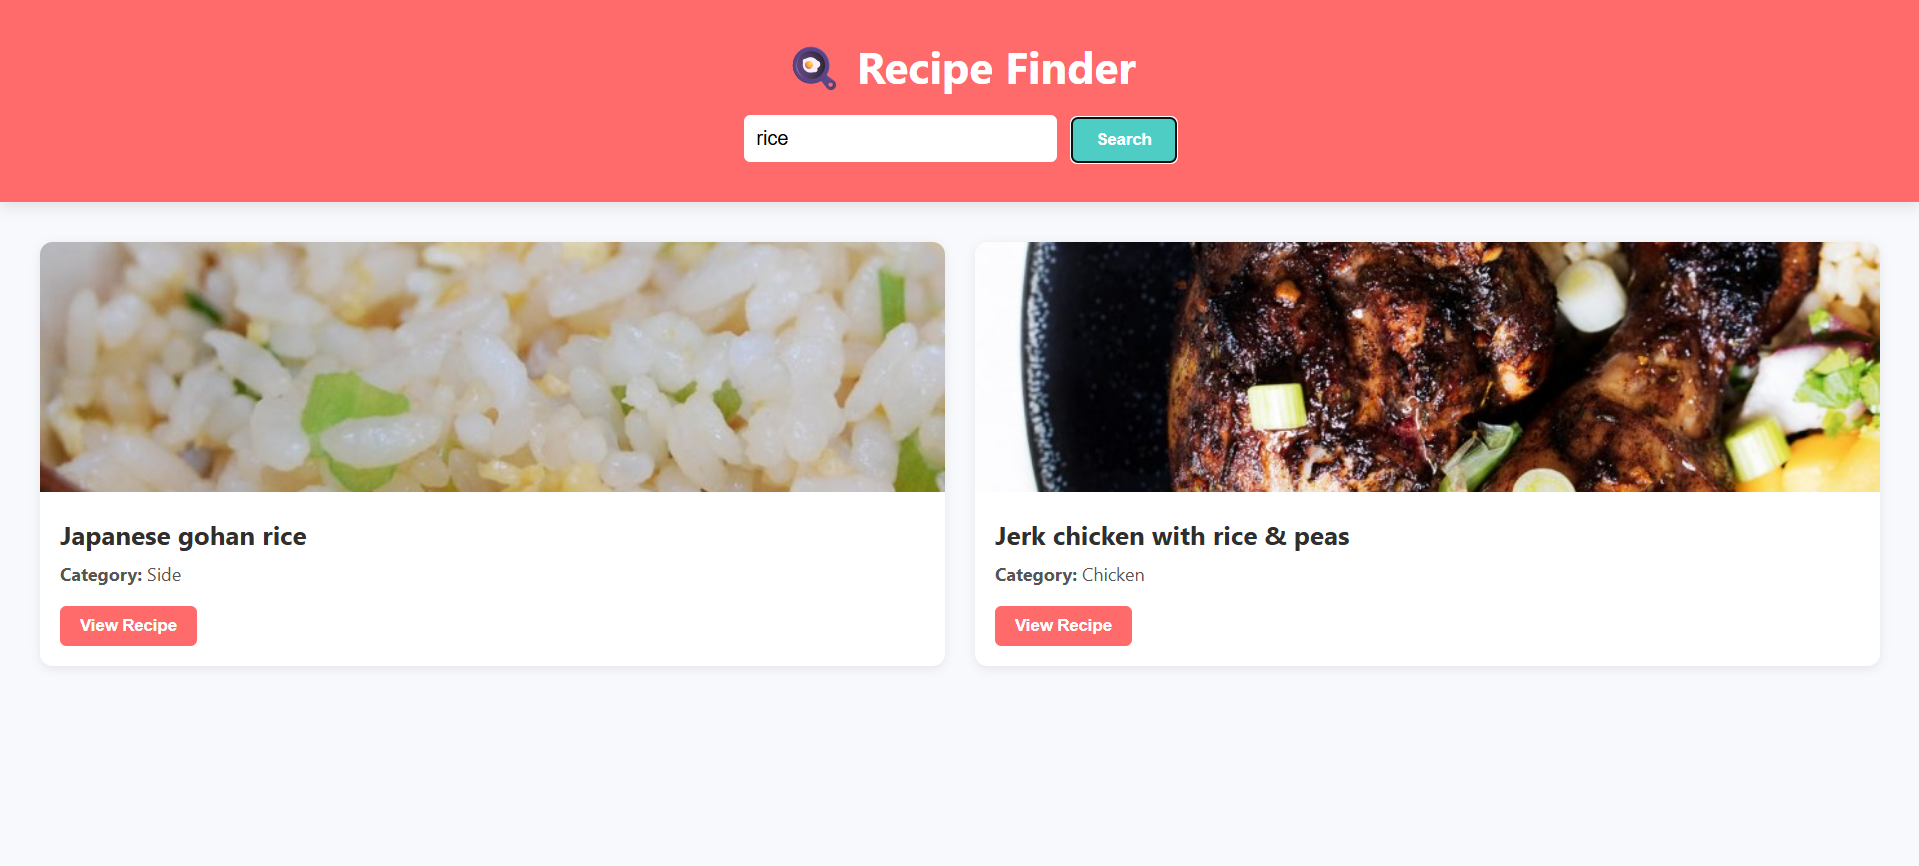 Recipe Finder
rice
Search
Japanese gohan rice
Category: Side
View Recipe
Jerk chicken with rice & peas
Category: Chicken
View Recipe